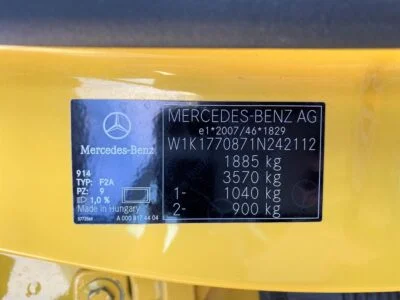 Mercedes-Benz
914
TYP: F2A
PZ: 9
1,0 %
Made in Hungary
A 000 817 44 04
MERCEDES-BENZ AG
e1*2007/46*1829
W1K1770871N242112
1885 kg
3570 kg
1- 1040 kg
2- 900 kg